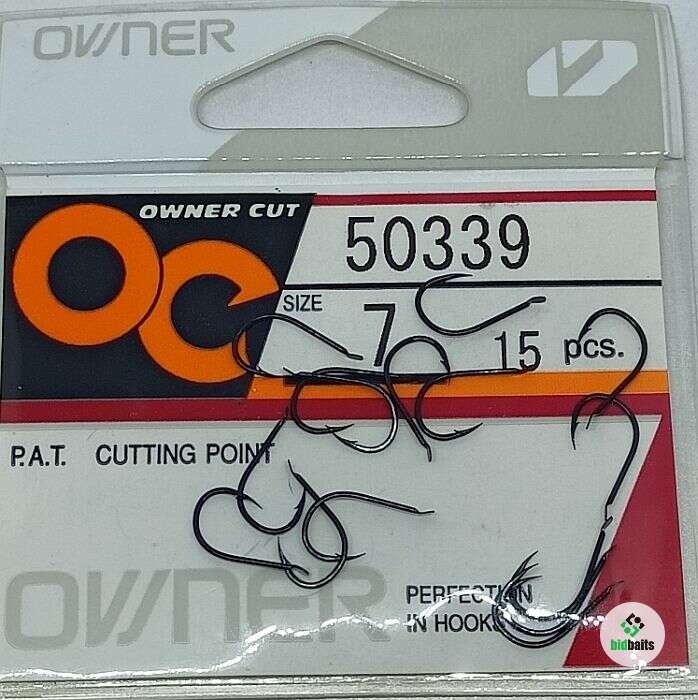 OWNER
OWNER CUT
OC
50339
SIZE
7
15 pcs.
P.A.T. CUTTING POINT
OWNER
PERFECTION
IN HOOKS
bidbaits